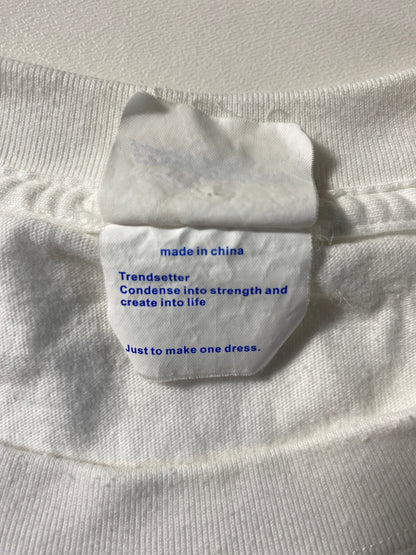 made in china
Trendsetter
Condense into strength and
create into life
Just to make one dress.